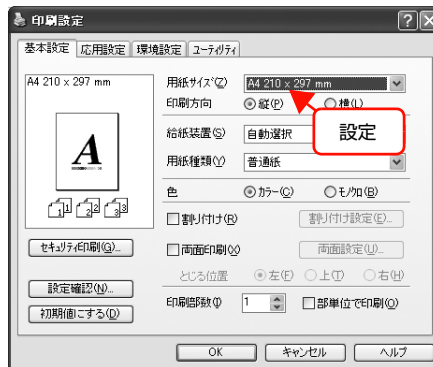 印刷設定
基本設定 応用設定 環境設定 ユーティリティ
A4 210 x 297 mm
用紙サイズ(Z) A4 210 x 297 mm
印刷方向 縦(P) 横(L)
設定
給紙装置(S) 自動選択
用紙種類(Y) 普通紙
A
色 カラー(C) モノクロ(B)
1 1 2 2 3 3
割り付け(R) 割り付け設定(E)...
セキュリティ印刷(G)... 両面印刷(X) 両面設定(U)...
とじる位置 左(F) 上(T) 右(H)
設定確認(N)...
印刷部数(I) 1 部単位で印刷(O)
初期値にする(D)
OK キャンセル ヘルプ